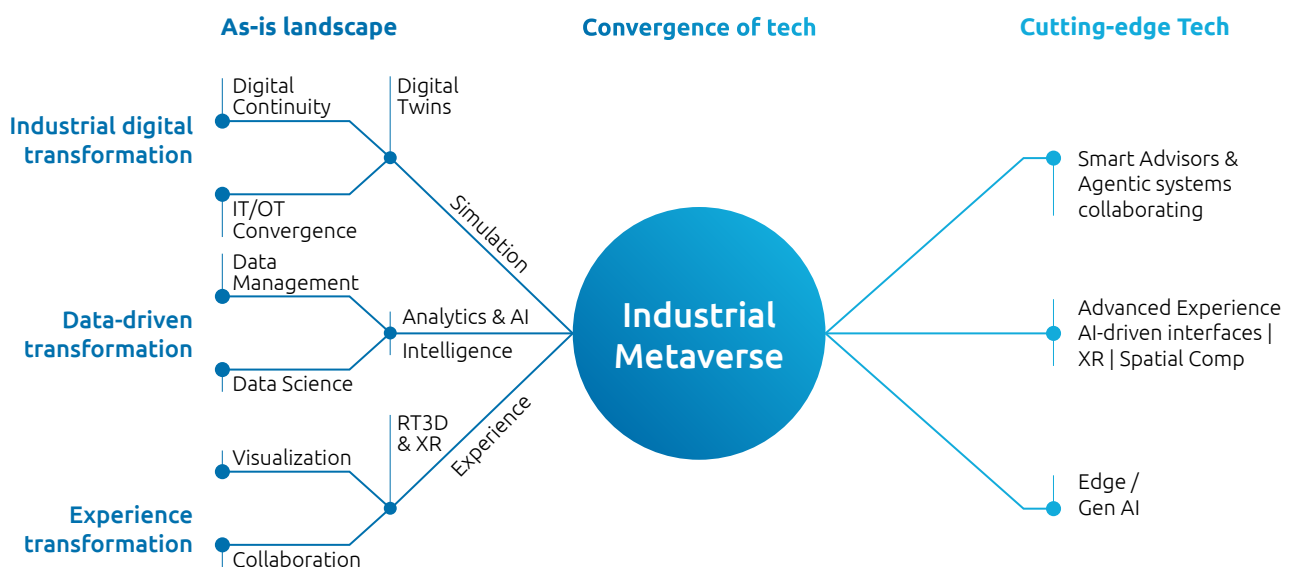 As-is landscape
Convergence of tech
Cutting-edge Tech
Industrial digital
transformation
Digital
Continuity
Digital
Twins
IT/OT
Convergence
Simulation
Data-driven
transformation
Data
Management
Analytics & AI
Intelligence
Data Science
Experience
transformation
Visualization
RT3D
& XR
Experience
Collaboration
Industrial
Metaverse
Smart Advisors &
Agentic systems
collaborating
Advanced Experience
AI-driven interfaces |
XR | Spatial Comp
Edge /
Gen AI